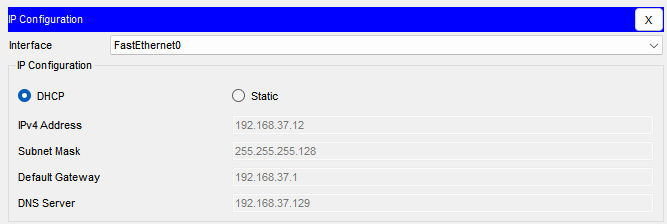 IP Configuration X
Interface FastEthernet0
IP Configuration
DHCP Static
IPv4 Address 192.168.37.12
Subnet Mask 255.255.255.128
Default Gateway 192.168.37.1
DNS Server 192.168.37.129